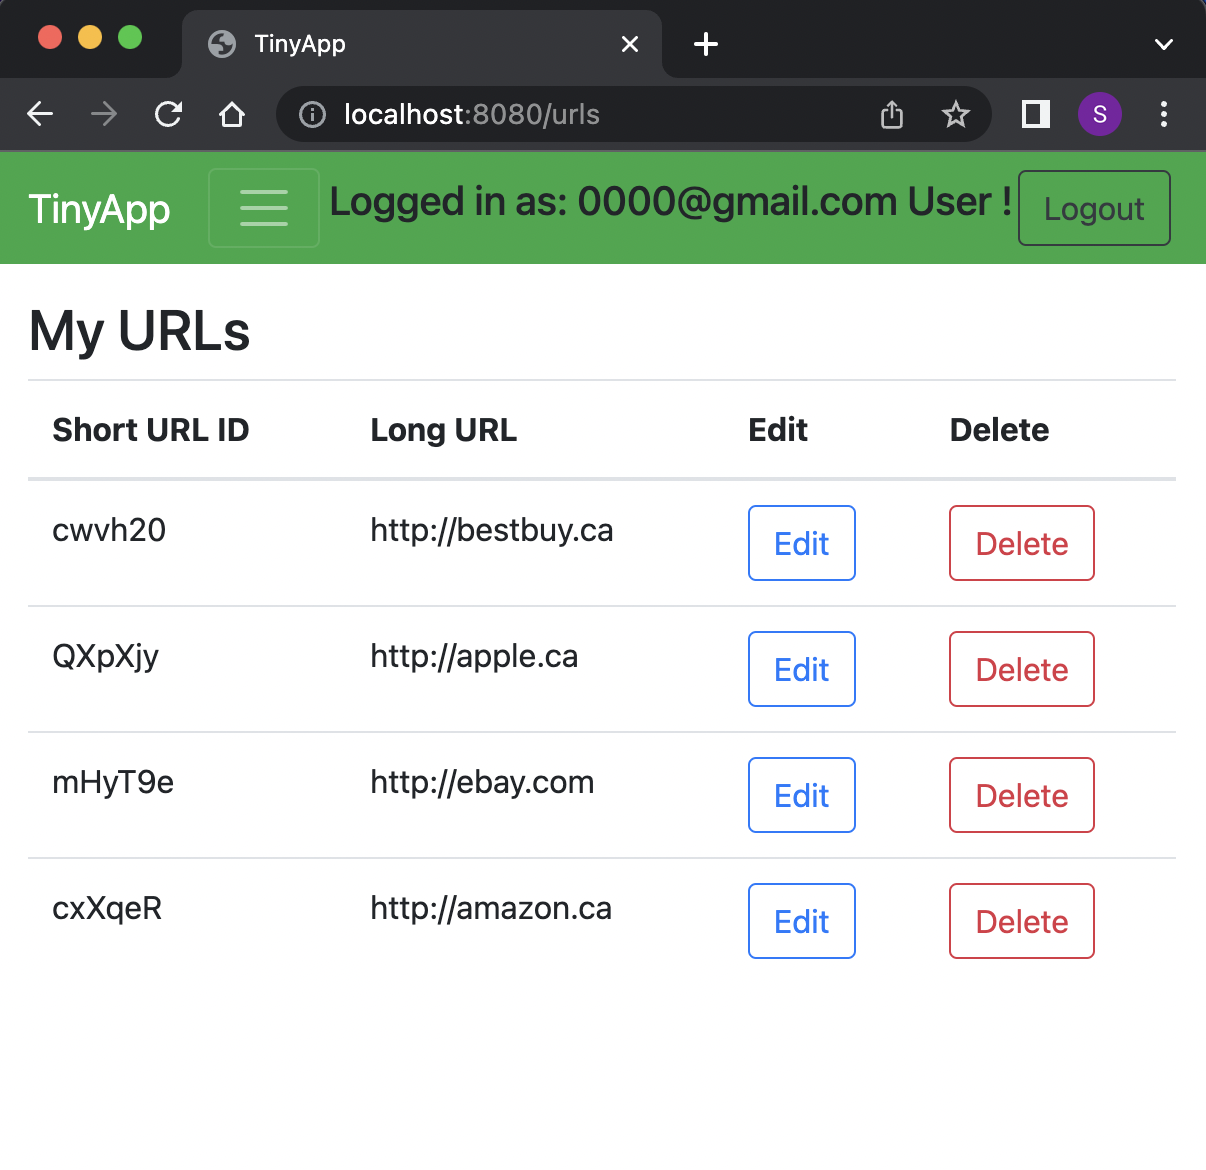 TinyApp
localhost:8080/urls
S
TinyApp Logged in as: 0000@gmail.com User ! Logout
My URLs
Short URL ID Long URL Edit Delete
cwvh20 http://bestbuy.ca Edit Delete
QXpXjy http://apple.ca Edit Delete
mHyT9e http://ebay.com Edit Delete
cxXqeR http://amazon.ca Edit Delete